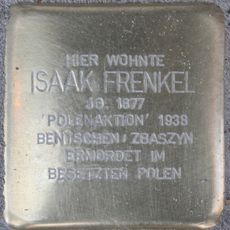 HIER WOHNTE
ISAAK FRENKEL
JG. 1877
'POLENAKTION' 1938
BENTSCHEN/ZBASZYN
ERMORDET IM
BESETZTEN POLEN